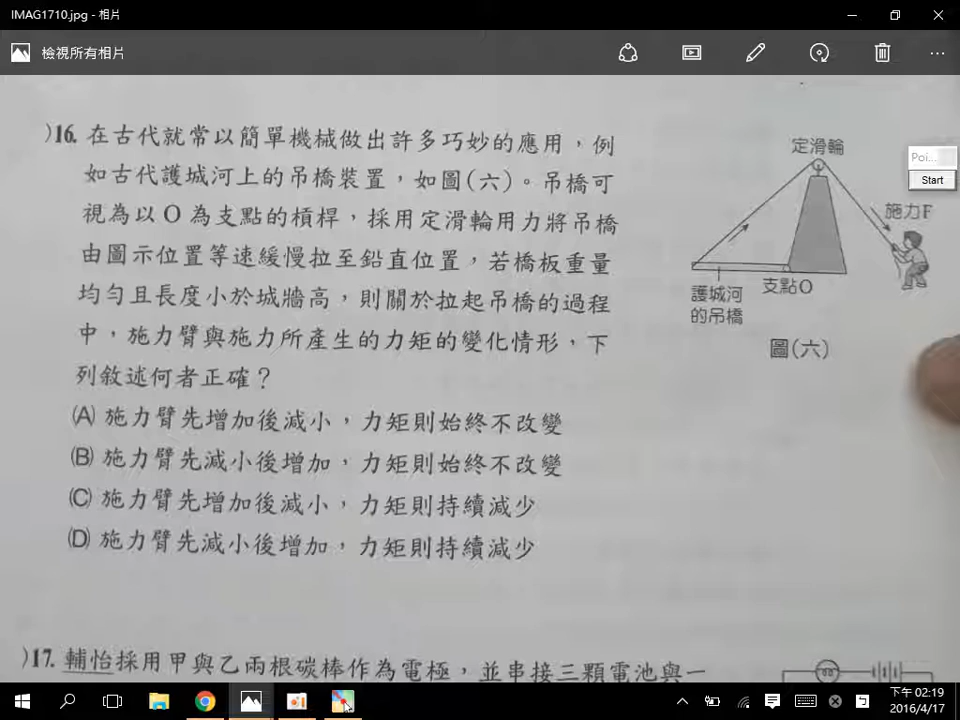 IMAG1710.jpg - 相片
檢視所有相片
)16. 在古代就常以簡單機械做出許多巧妙的應用，例
如古代護城河上的吊橋裝置，如圖(六)。吊橋可
視為以O為支點的槓桿，採用定滑輪用力將吊橋
由圖示位置等速緩慢拉至鉛直位置，若橋板重量
均勻且長度小於城牆高，則關於拉起吊橋的過程
中，施力臂與施力所產生的力矩的變化情形，下
列敘述何者正確？
(A) 施力臂先增加後減小，力矩則始終不改變
(B) 施力臂先減小後增加，力矩則始終不改變
(C) 施力臂先增加後減小，力矩則持續減少
(D) 施力臂先減小後增加，力矩則持續減少
定滑輪
施力F
護城河
的吊橋
支點O
圖(六)
Poi...
Start
)17. 輔怡採用甲與乙兩根碳棒作為電極，並串接三顆電池與一
下午 02:19
2016/4/17